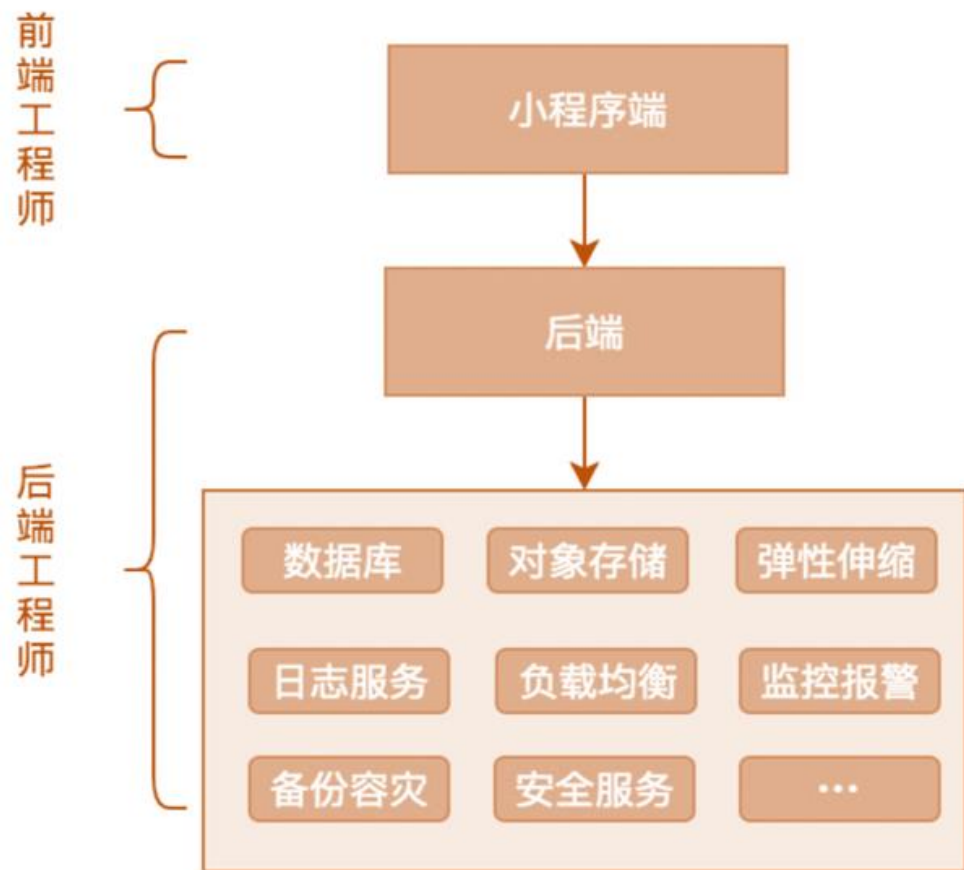 前端工程师
小程序端
后端
后端工程师
数据库
对象存储
弹性伸缩
日志服务
负载均衡
监控报警
备份容灾
安全服务
...